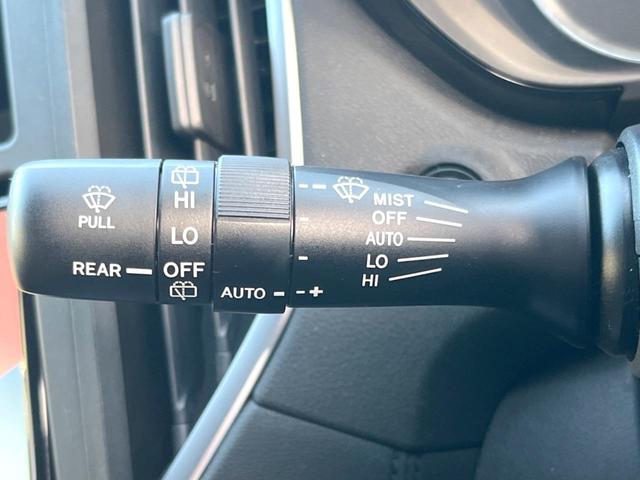 PULL
REAR
HI
LO
OFF
AUTO
- +
MIST
OFF
AUTO
LO
HI